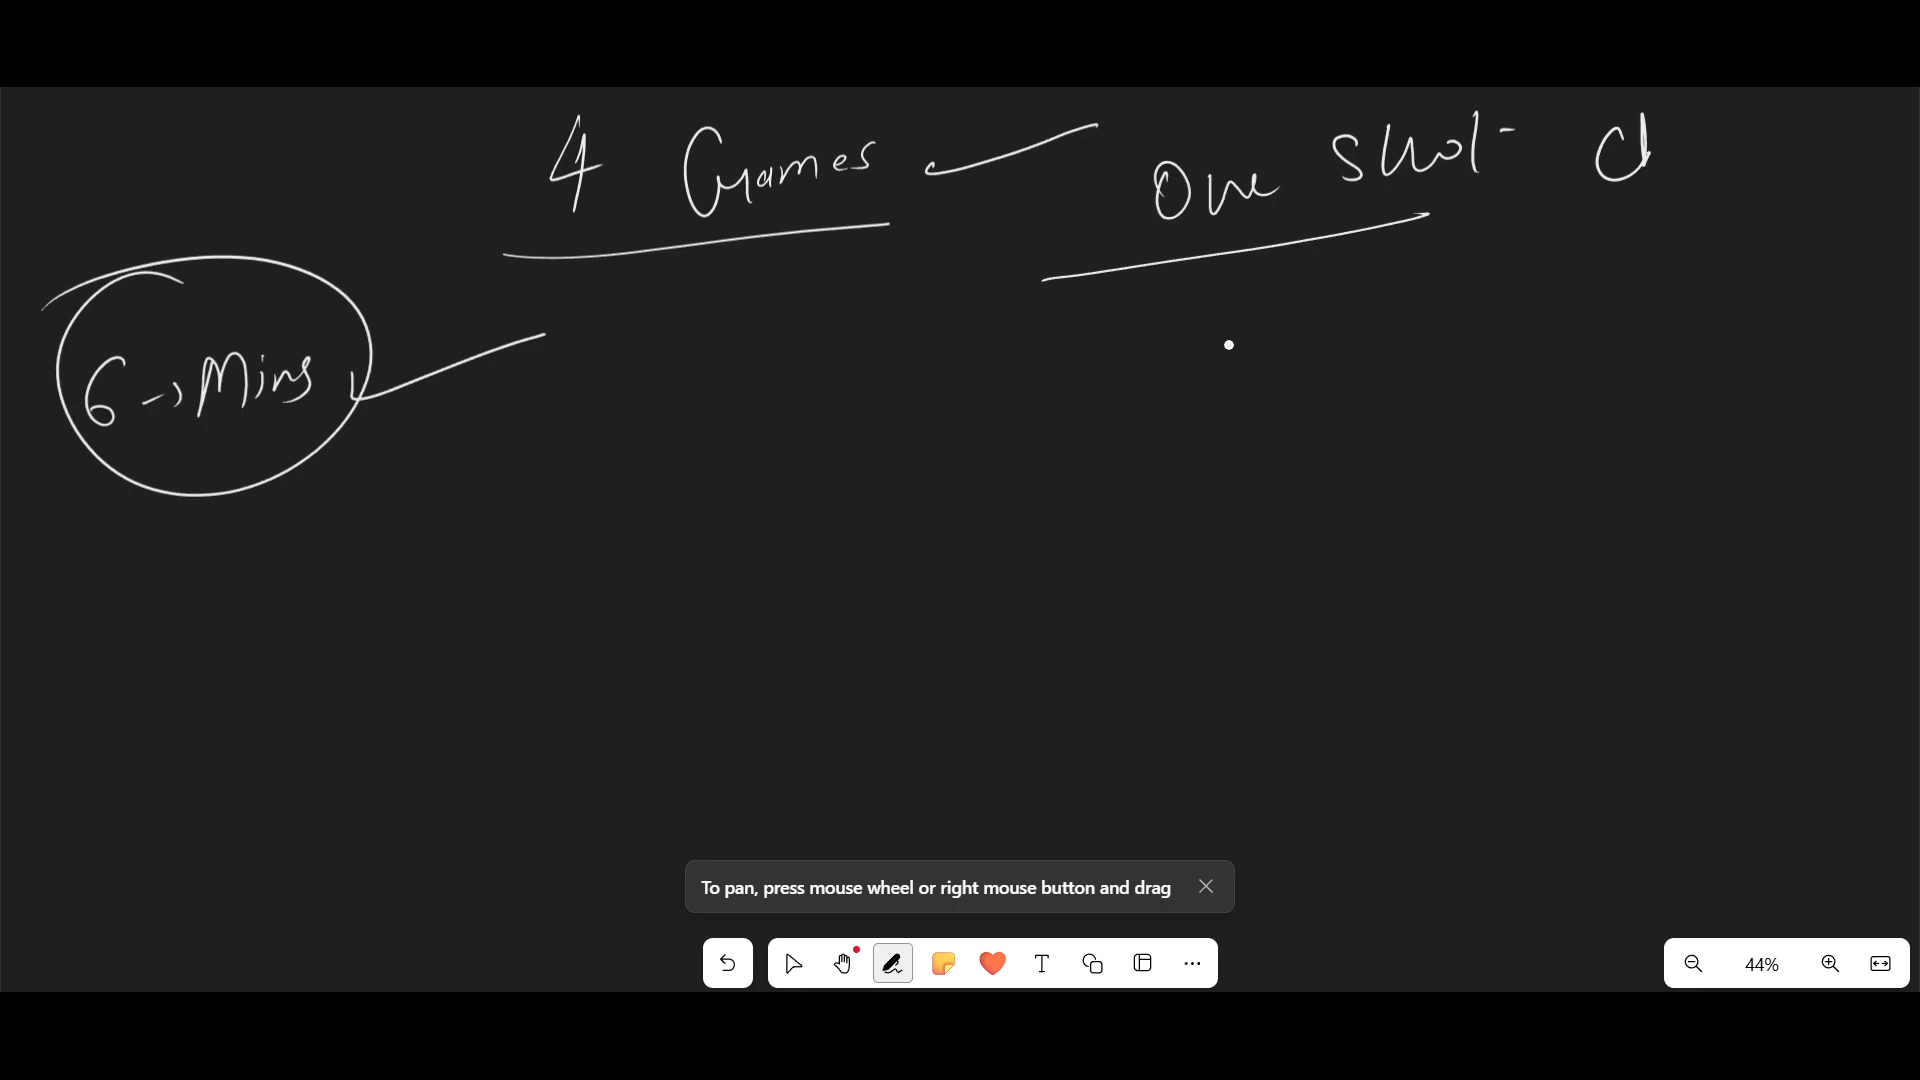 4 Games One Shot - d
6 -> Mins
To pan, press mouse wheel or right mouse button and drag
44%